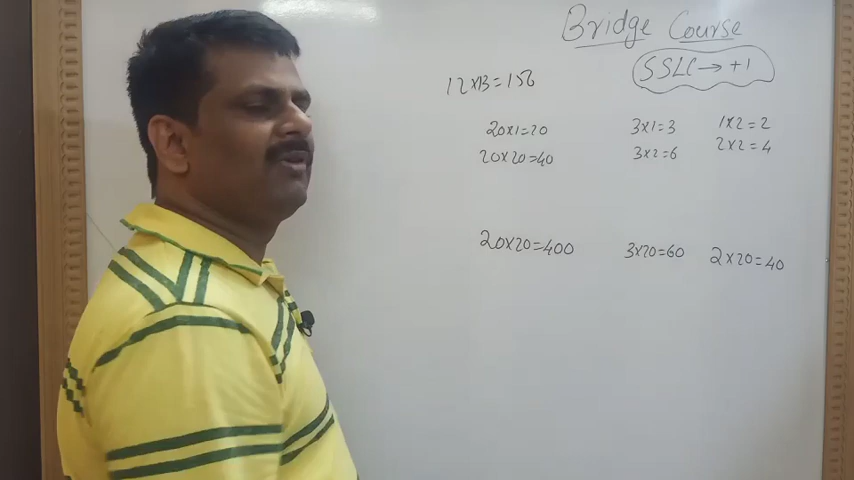 Bridge Course
SSLC → +1
12×13=156
20×1=20 3×1=3 1×2=2
20×20=40 3×2=6 2×2=4
20×20=400 3×20=60 2×20=40